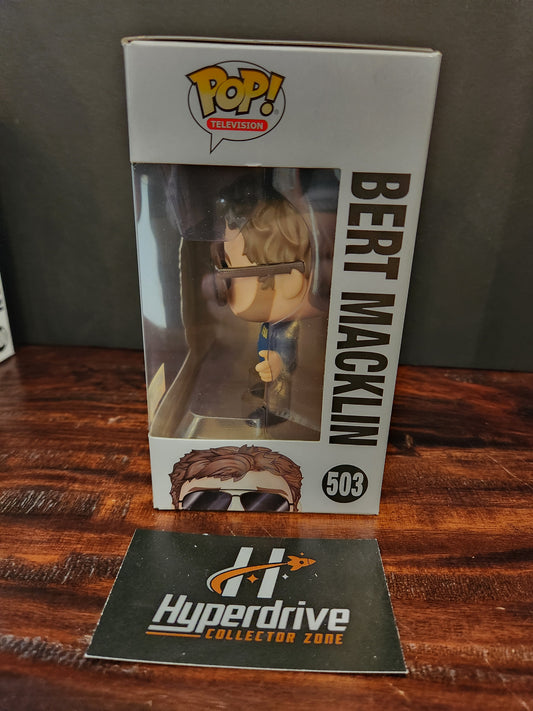 POP!
TELEVISION
BERT MACKLIN
503
H
Hyperdrive
COLLECTOR ZONE